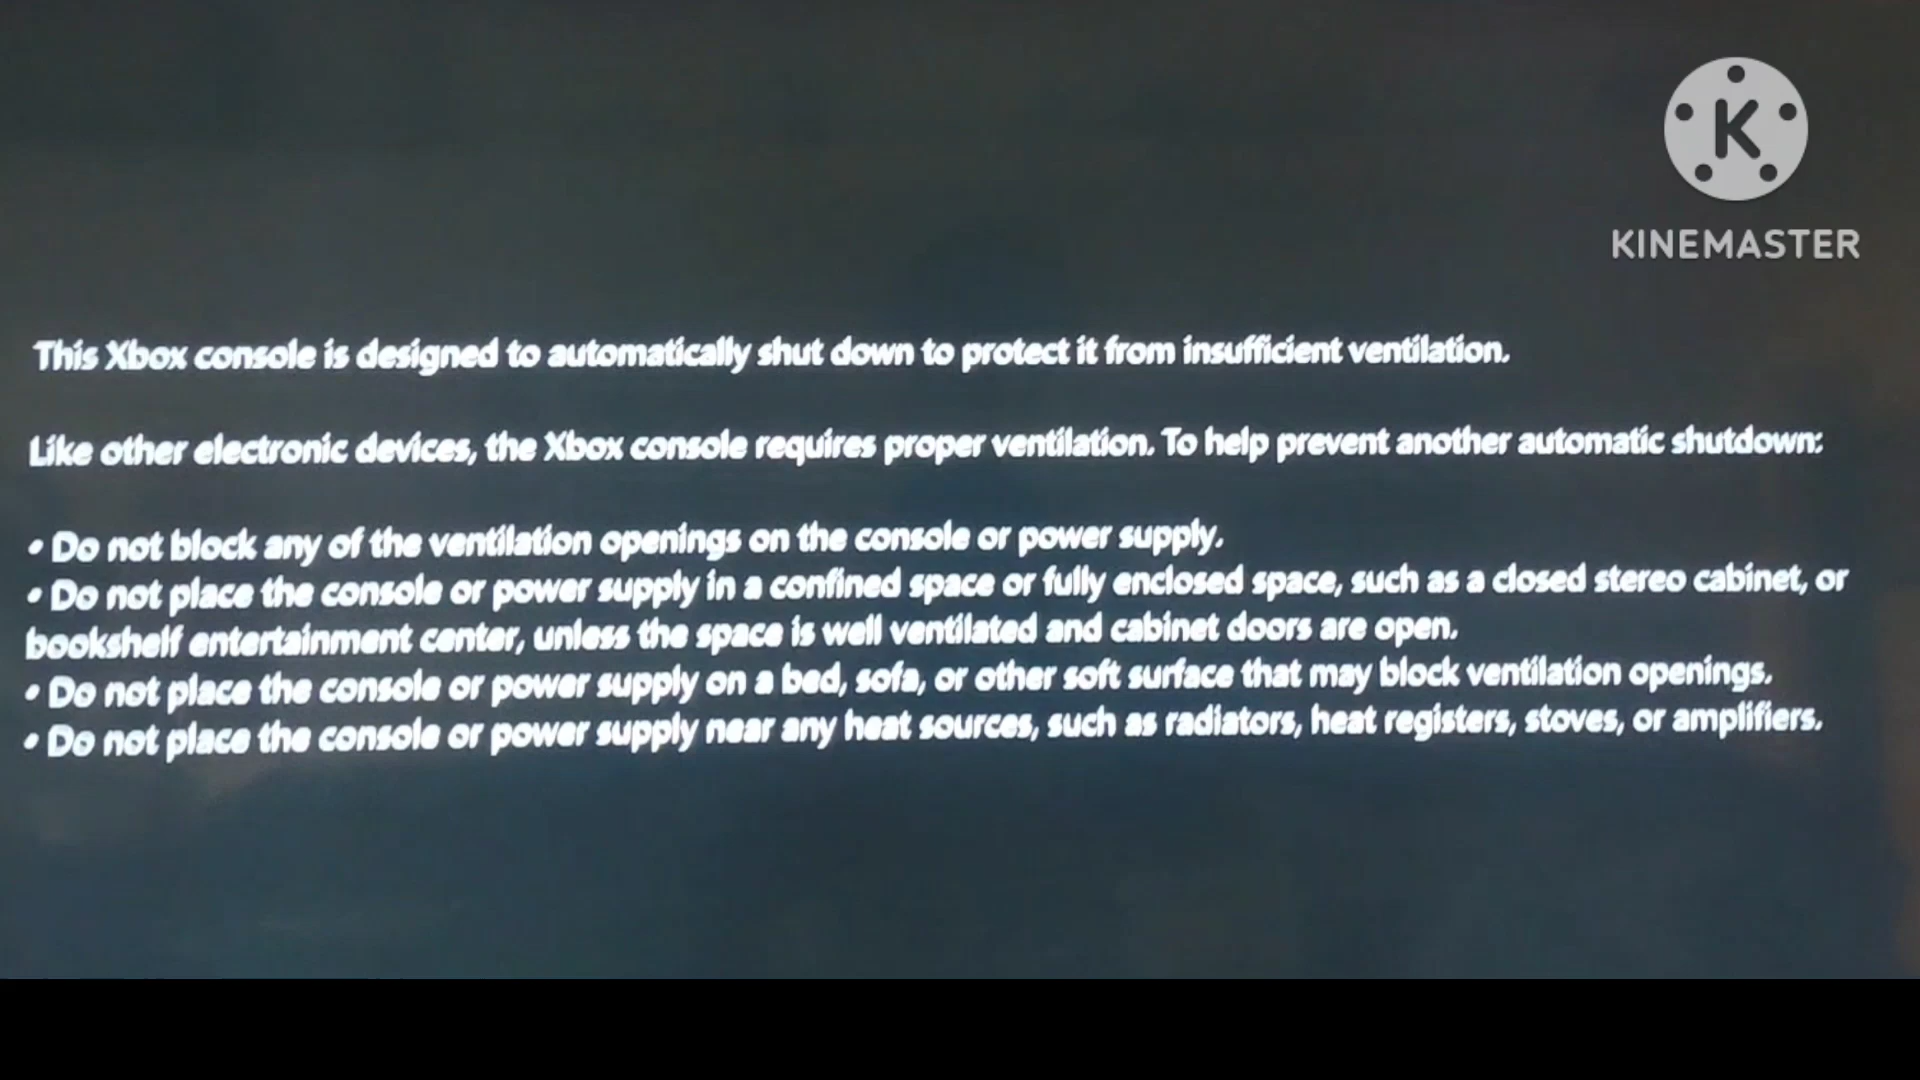 K
KINEMASTER
This Xbox console is designed to automatically shut down to protect it from insufficient ventilation.
Like other electronic devices, the Xbox console requires proper ventilation. To help prevent another automatic shutdown:
• Do not block any of the ventilation openings on the console or power supply.
• Do not place the console or power supply in a confined space or fully enclosed space, such as a closed stereo cabinet, or
bookshelf entertainment center, unless the space is well ventilated and cabinet doors are open.
• Do not place the console or power supply on a bed, sofa, or other soft surface that may block ventilation openings.
• Do not place the console or power supply near any heat sources, such as radiators, heat registers, stoves, or amplifiers.